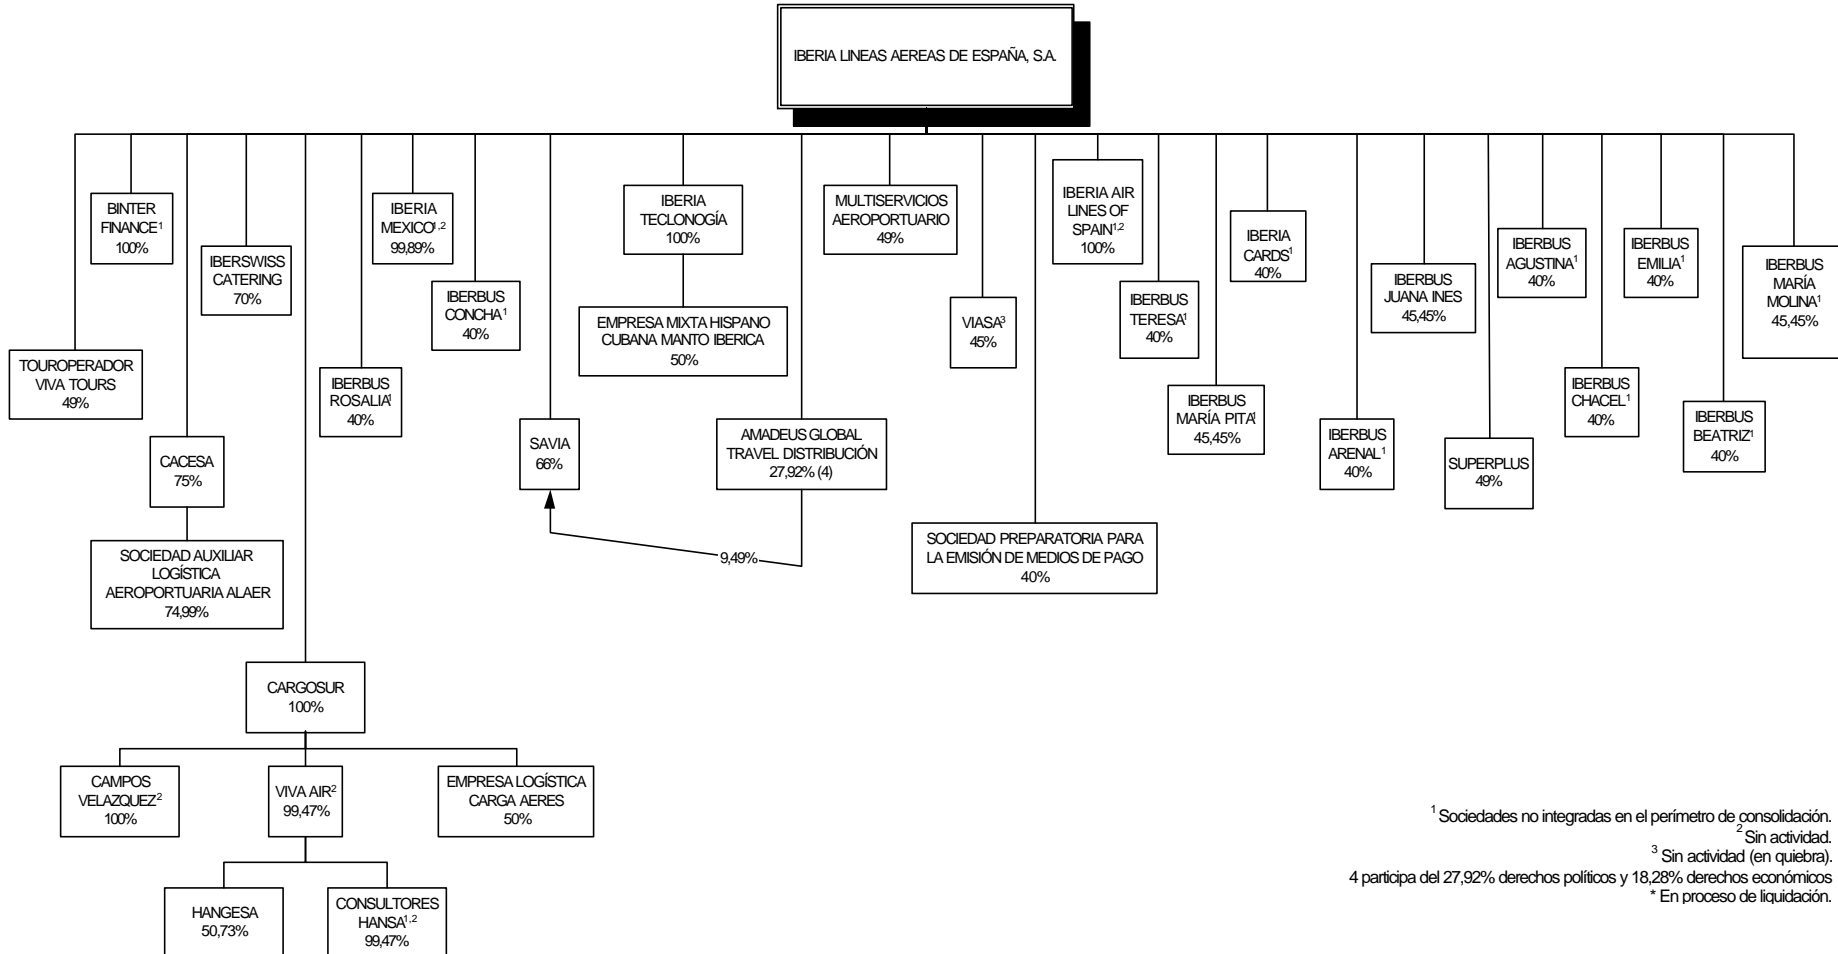 IBERIA LINEAS AEREAS DE ESPAÑA, S.A.
BINTER
FINANCE¹
100%
IBERIA
MEXICO¹,²
99,89%
IBERIA
TECLONOGÍA
100%
MULTISERVICIOS
AEROPORTUARIO
49%
IBERIA AIR
LINES OF
SPAIN¹,²
100%
IBERIA
CARDS¹
40%
IBERBUS
AGUSTINA¹
40%
IBERBUS
EMILIA¹
40%
IBERBUS
MARÍA
MOLINA¹
45,45%
IBERSWISS
CATERING
70%
IBERBUS
CONCHA¹
40%
EMPRESA MIXTA HISPANO
CUBANA MANTO IBERICA
50%
VIASA³
45%
IBERBUS
TERESA¹
40%
IBERBUS
JUANA INES
45,45%
TOUROPERADOR
VIVA TOURS
49%
IBERBUS
ROSALIA¹
40%
IBERBUS
MARÍA PITA¹
45,45%
IBERBUS
CHACEL¹
40%
IBERBUS
BEATRIZ¹
40%
CACESA
75%
SAVIA
66%
AMADEUS GLOBAL
TRAVEL DISTRIBUCIÓN
27,92% (4)
IBERBUS
ARENAL¹
40%
SUPERPLUS
49%
9,49%
SOCIEDAD PREPARATORIA PARA
LA EMISIÓN DE MEDIOS DE PAGO
40%
SOCIEDAD AUXILIAR
LOGÍSTICA
AEROPORTUARIA ALAER
74,99%
CARGOSUR
100%
CAMPOS
VELAZQUEZ²
100%
VIVA AIR²
99,47%
EMPRESA LOGÍSTICA
CARGA AERES
50%
HANGESA
50,73%
CONSULTORES
HANSA¹,²
99,47%
¹ Sociedades no integradas en el perímetro de consolidación.
² Sin actividad.
³ Sin actividad (en quiebra).
4 participa del 27,92% derechos políticos y 18,28% derechos económicos
* En proceso de liquidación.